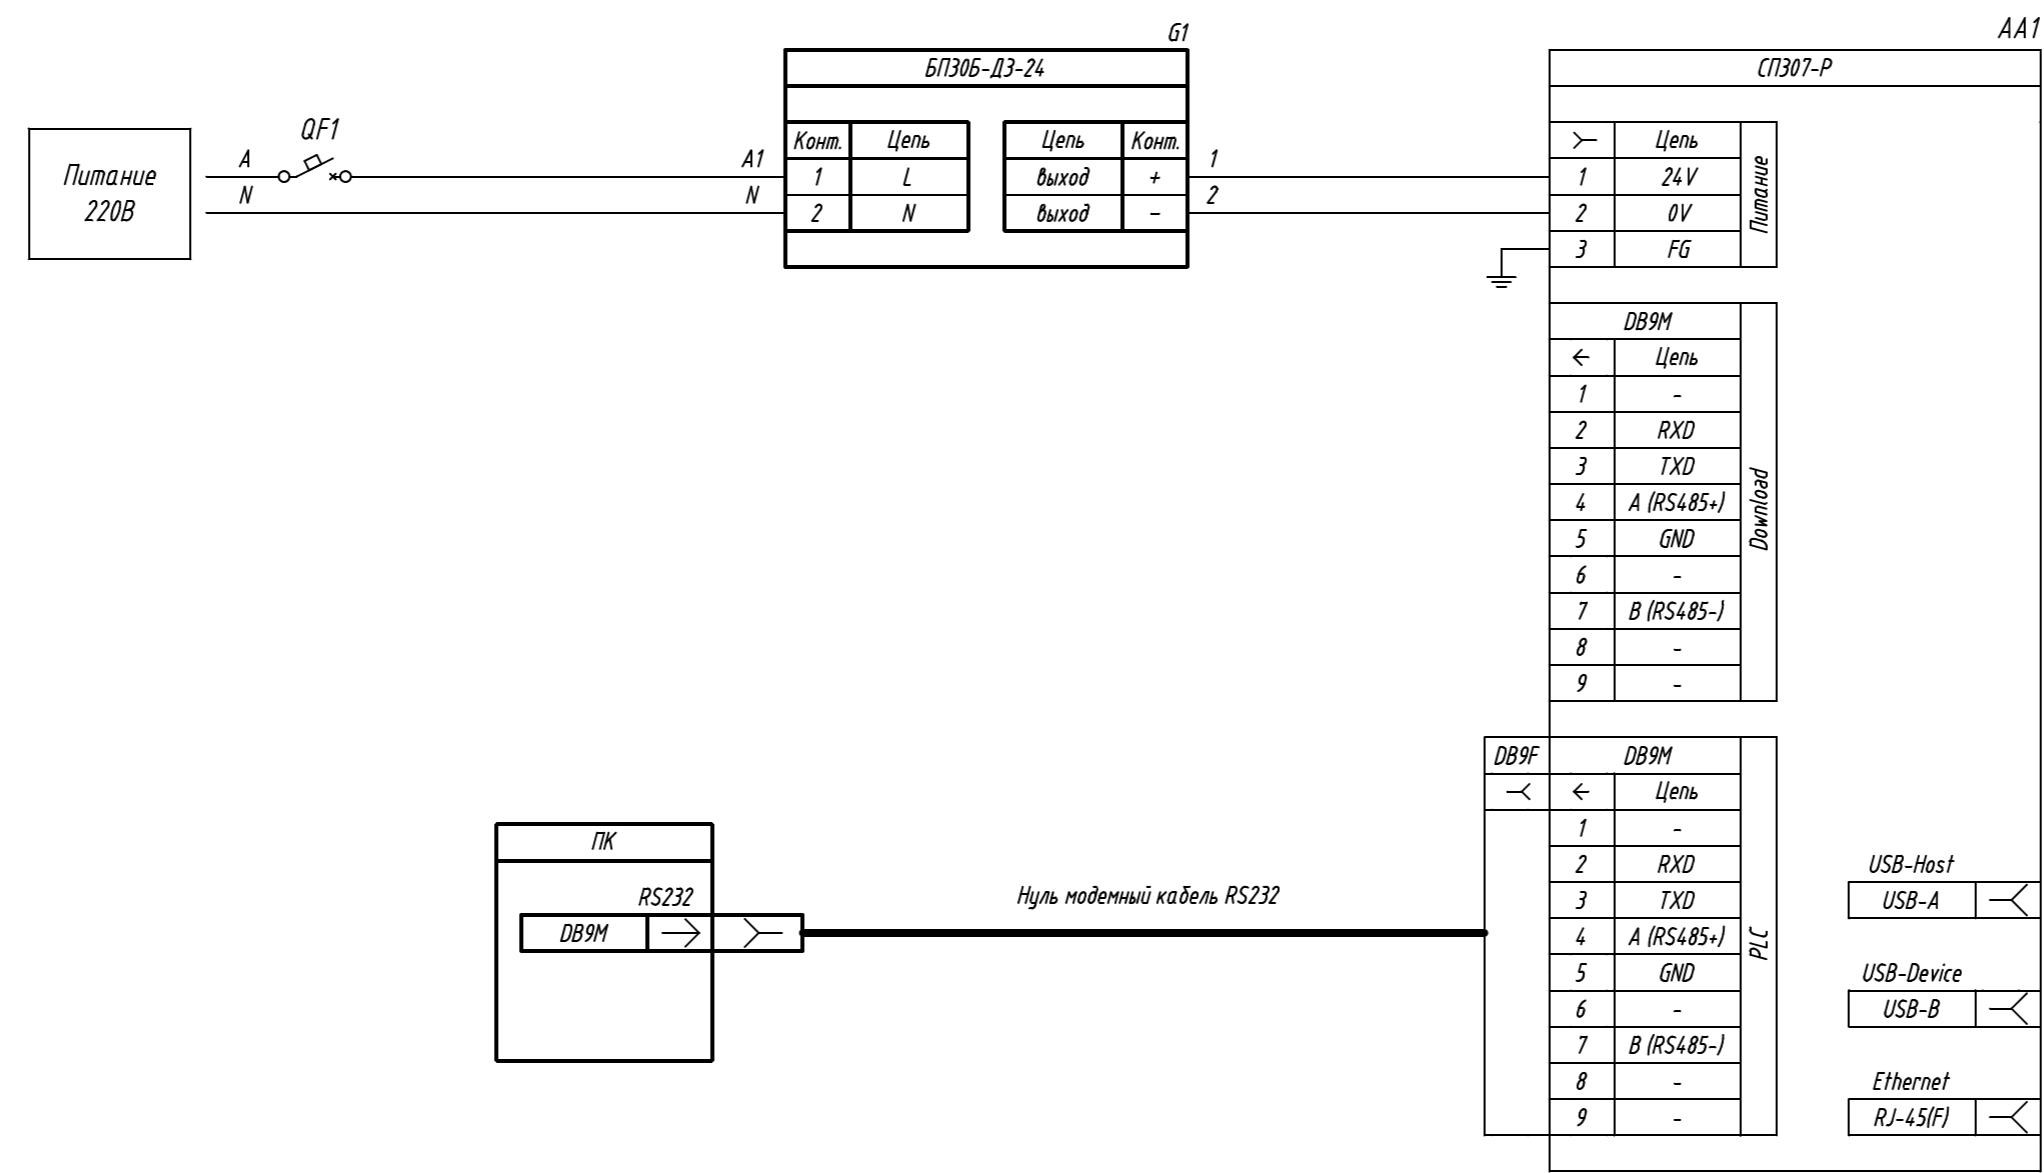 G1
AA1
БП30Б-Д3-24
СП307-Р
Питание
220В
QF1
A
N
A1
N
Конт. Цепь
1 L
2 N
Цепь Конт.
выход +
выход -
1
2
Цепь
1 24V
2 0V
3 FG
Питание
DB9M
Цепь
1 -
2 RXD
3 TXD
4 A (RS485+)
5 GND
6 -
7 B (RS485-)
8 -
9 -
Download
DB9F
DB9M
Цепь
1 -
2 RXD
3 TXD
4 A (RS485+)
5 GND
6 -
7 B (RS485-)
8 -
9 -
PLC
ПК
RS232
DB9M
Нуль модемный кабель RS232
USB-Host
USB-A
USB-Device
USB-B
Ethernet
RJ-45(F)